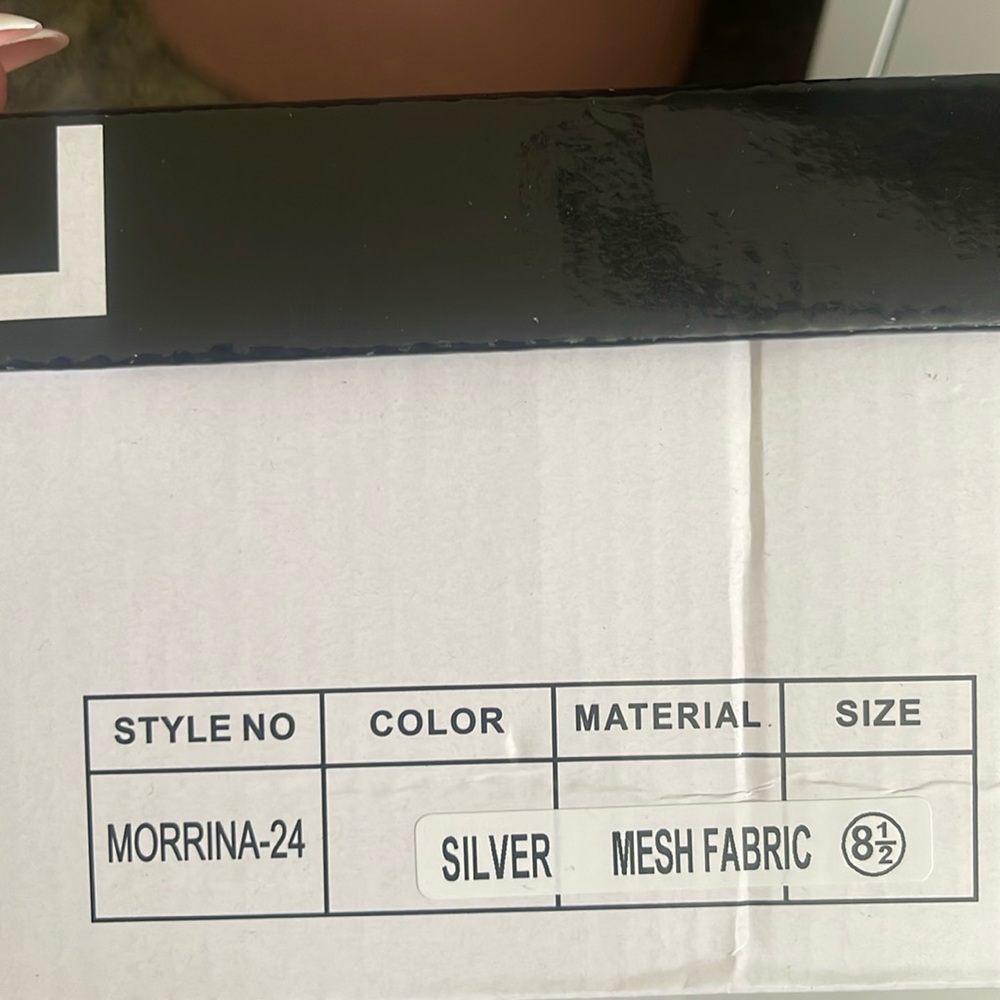 STYLE NO COLOR MATERIAL SIZE
MORRINA-24 SILVER MESH FABRIC 8½